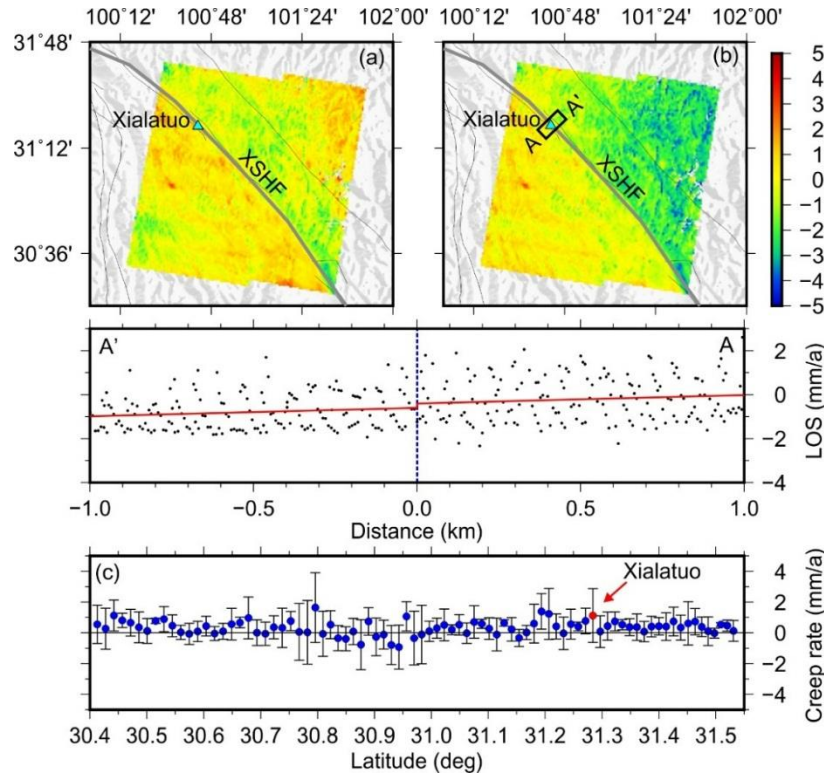 100˚12' 100˚48' 101˚24' 102˚00' 100˚12' 100˚48' 101˚24' 102˚00'
31˚48'
31˚12'
30˚36'
(a)
Xialatuo
XSHF
(b)
Xialatuo
A
A'
XSHF
5
4
3
2
1
0
−1
−2
−3
−4
−5
A'
A
2
0
−2
−4
LOS (mm/a)
−1.0 −0.5 0.0 0.5 1.0
Distance (km)
(c)
Xialatuo
4
2
0
−2
−4
Creep rate (mm/a)
30.4 30.5 30.6 30.7 30.8 30.9 31.0 31.1 31.2 31.3 31.4 31.5
Latitude (deg)